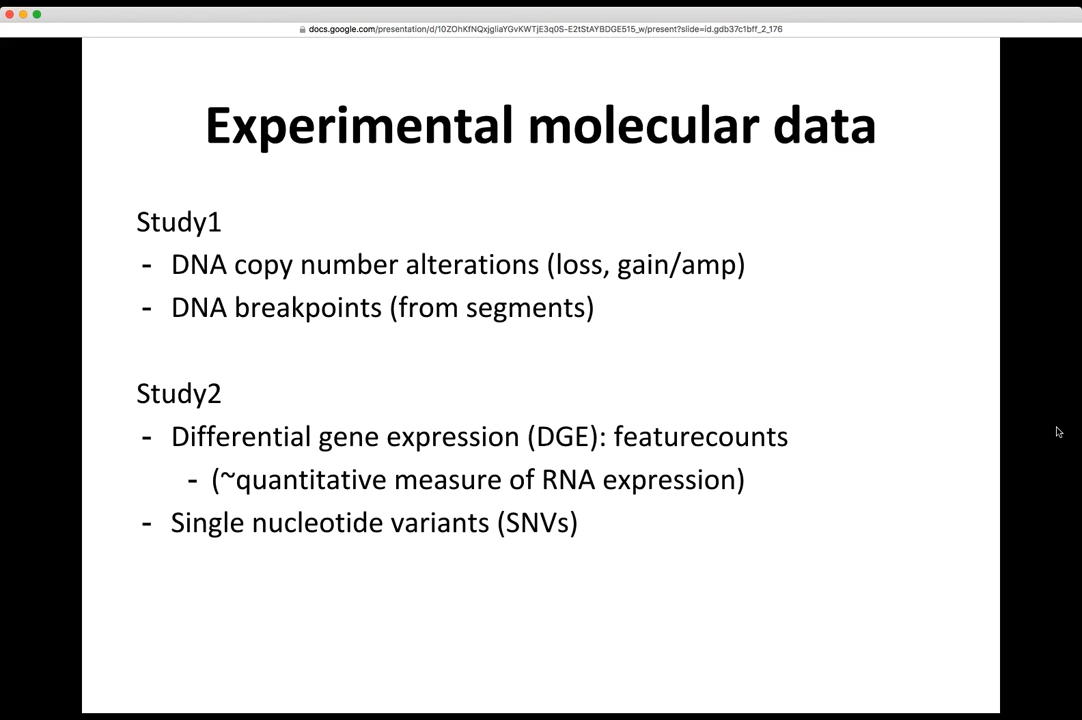 docs.google.com/presentation/d/10ZOhKfNQxjgliaYGvKWTjE3q0S-E2tStAYBDGE515_w/present?slide=id.gdb37c1bff_2_176
Experimental molecular data
Study1
- DNA copy number alterations (loss, gain/amp)
- DNA breakpoints (from segments)
Study2
- Differential gene expression (DGE): featurecounts
- (~quantitative measure of RNA expression)
- Single nucleotide variants (SNVs)